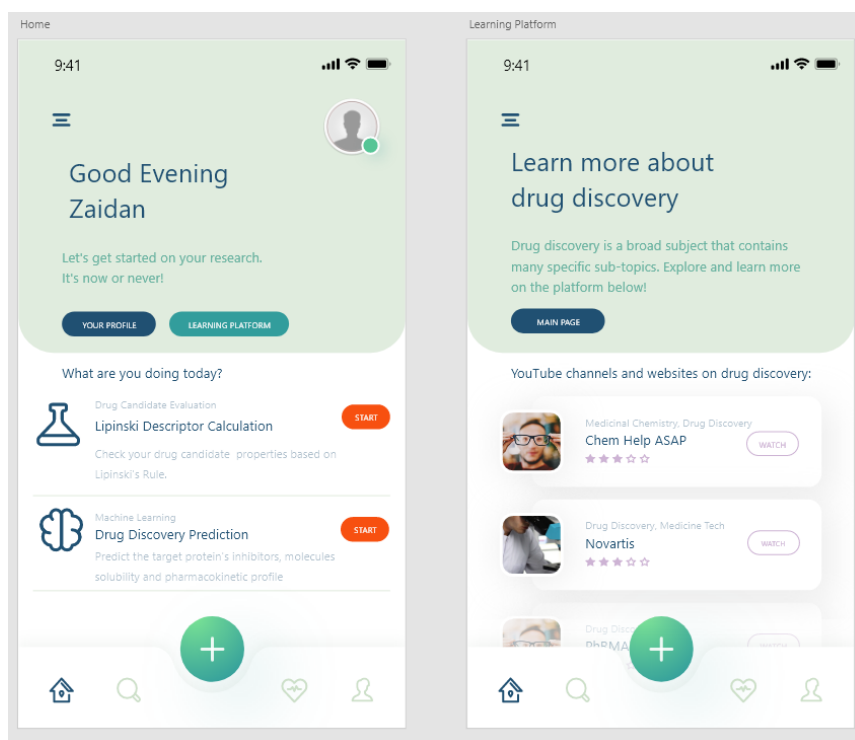 Home
9:41
Good Evening
Zaidan
Let's get started on your research.
It's now or never!
YOUR PROFILE
LEARNING PLATFORM
What are you doing today?
Drug Candidate Evaluation
Lipinski Descriptor Calculation
START
Check your drug candidate properties based on
Lipinski's Rule.
Machine Learning
Drug Discovery Prediction
START
Predict the target protein's inhibitors, molecules
solubility and pharmacokinetic profile
Learning Platform
9:41
Learn more about
drug discovery
Drug discovery is a broad subject that contains
many specific sub-topics. Explore and learn more
on the platform below!
MAIN PAGE
YouTube channels and websites on drug discovery:
Medicinal Chemistry, Drug Discovery
Chem Help ASAP
WATCH
Drug Discovery, Medicine Tech
Novartis
WATCH
Drug
PhRMA
WATCH